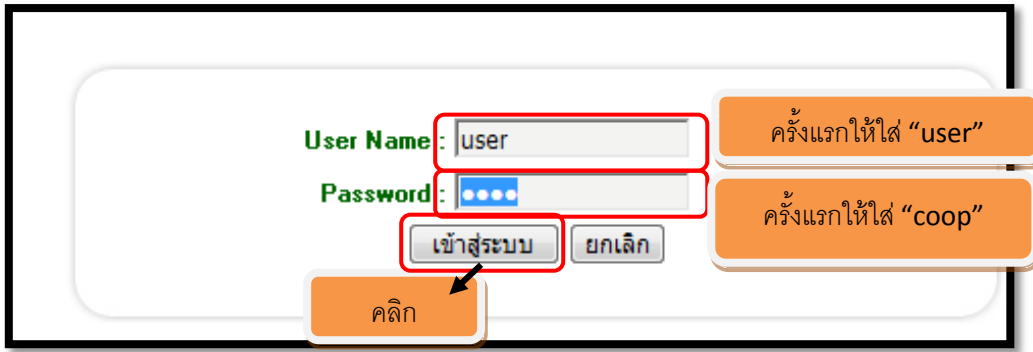 User Name : user
ครั้งแรกให้ใส่ “user”
Password : ●●●●
ครั้งแรกให้ใส่ “coop”
เข้าสู่ระบบ ยกเลิก
คลิก